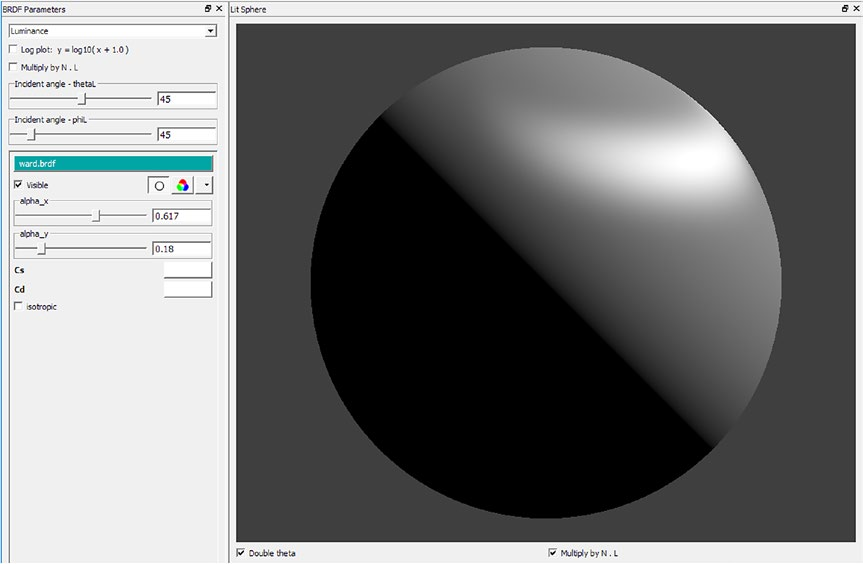 BRDF Parameters
Luminance
Log plot: y = log10( x + 1.0 )
Multiply by N . L
Incident angle - thetaL
45
Incident angle - phiL
45
ward.brdf
Visible
alpha_x
0.617
alpha_y
0.18
Cs
Cd
isotropic
Lit Sphere
Double theta
Multiply by N . L